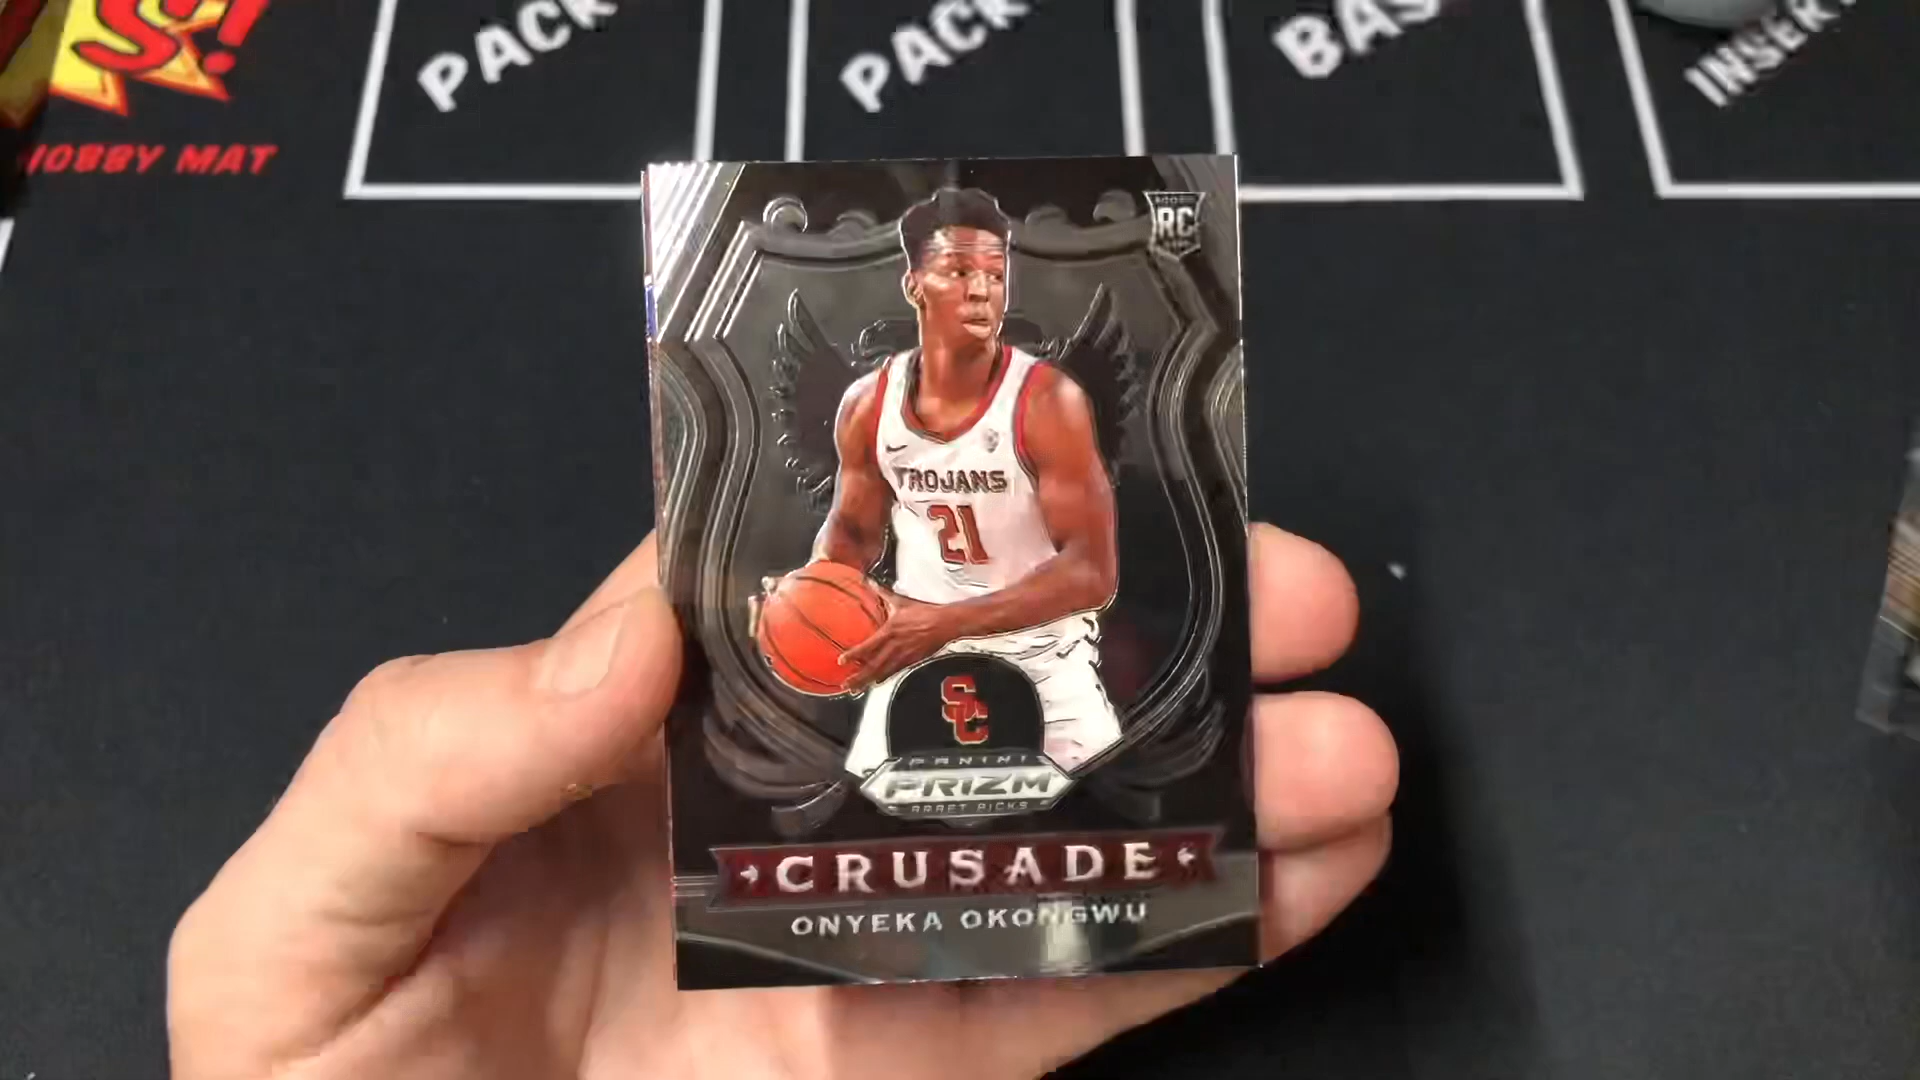 S!
HOBBY MAT
PACK
PACK
BAS
INSERT
RC
TROJANS
21
SC
PANINI
PRIZM
DRAFT PICKS
CRUSADE
ONYEKA OKONGWU